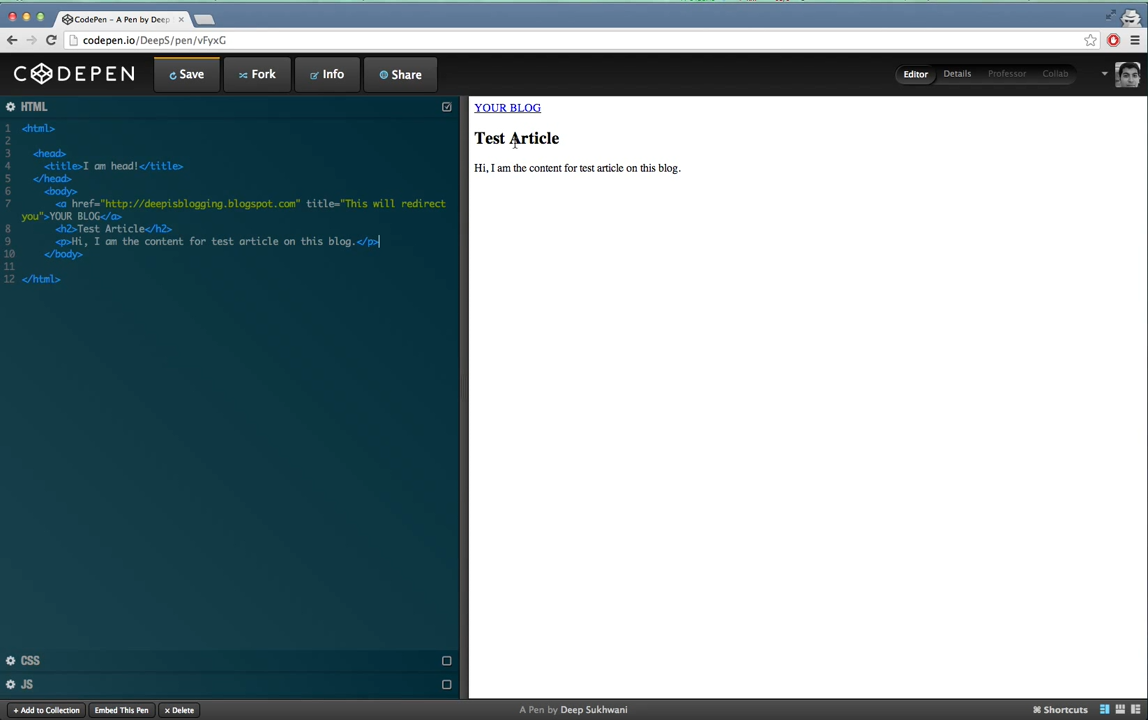 CodePen - A Pen by Deep S
codepen.io/DeepS/pen/vFyxG
CODEPEN
Save
Fork
Info
Share
Editor
Details
Professor
Collab
HTML
1 <html>
2
3 <head>
4 <title>I am head!</title>
5 </head>
6 <body>
7 <a href="http://deepisblogging.blogspot.com" title="This will redirect
you">YOUR BLOG</a>
8 <h2>Test Article</h2>
9 <p>Hi, I am the content for test article on this blog.</p>
10 </body>
11
12 </html>
YOUR BLOG
Test Article
Hi, I am the content for test article on this blog.
CSS
JS
+ Add to Collection
Embed This Pen
× Delete
A Pen by Deep Sukhwani
⌘ Shortcuts